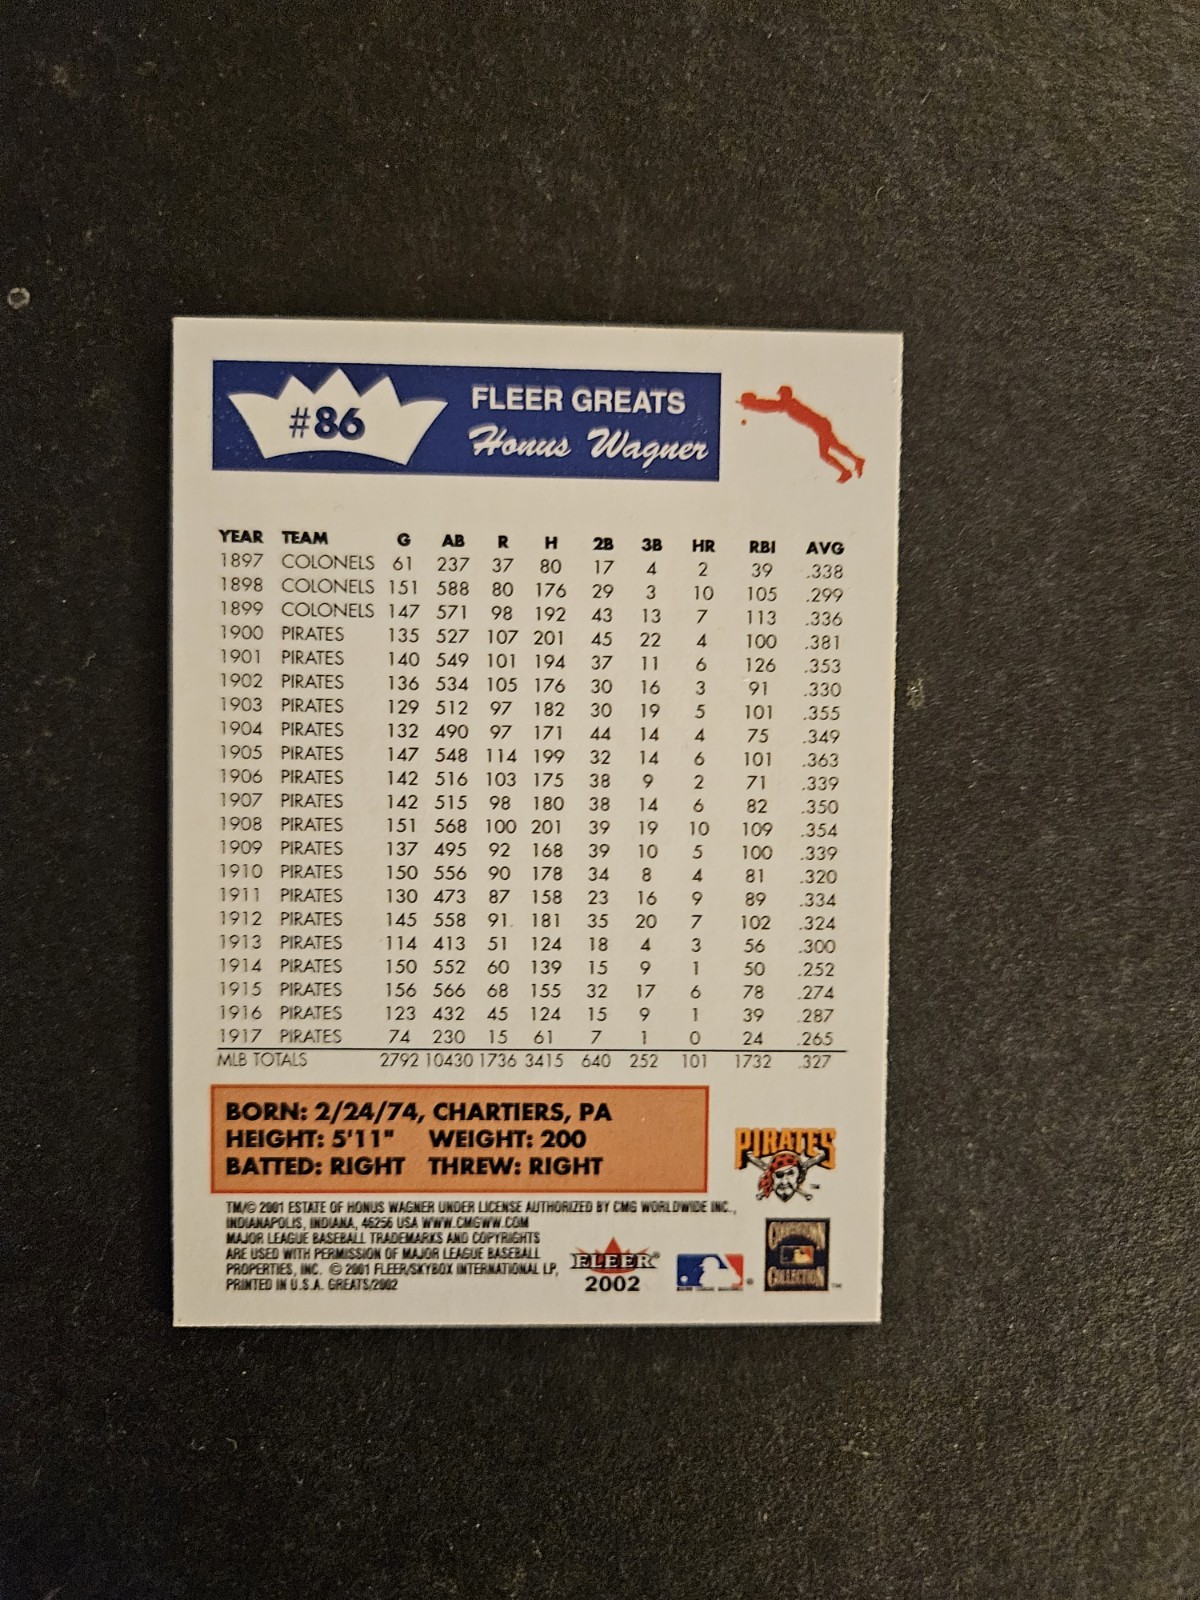 #86
FLEER GREATS
Honus Wagner
YEAR TEAM G AB R H 2B 3B HR RBI AVG
1897 COLONELS 61 237 37 80 17 4 2 39 .338
1898 COLONELS 151 588 80 176 29 3 10 105 .299
1899 COLONELS 147 571 98 192 43 13 7 113 .336
1900 PIRATES 135 527 107 201 45 22 4 100 .381
1901 PIRATES 140 549 101 194 37 11 6 126 .353
1902 PIRATES 136 534 105 176 30 16 3 91 .330
1903 PIRATES 129 512 97 182 30 19 5 101 .355
1904 PIRATES 132 490 97 171 44 14 4 75 .349
1905 PIRATES 147 548 114 199 32 14 6 101 .363
1906 PIRATES 142 516 103 175 38 9 2 71 .339
1907 PIRATES 142 515 98 180 38 14 6 82 .350
1908 PIRATES 151 568 100 201 39 19 10 109 .354
1909 PIRATES 137 495 92 168 39 10 5 100 .339
1910 PIRATES 150 556 90 178 34 8 4 81 .320
1911 PIRATES 130 473 87 158 23 16 9 89 .334
1912 PIRATES 145 558 91 181 35 20 7 102 .324
1913 PIRATES 114 413 51 124 18 4 3 56 .300
1914 PIRATES 150 552 60 139 15 9 1 50 .252
1915 PIRATES 156 566 68 155 32 17 6 78 .274
1916 PIRATES 123 432 45 124 15 9 1 39 .287
1917 PIRATES 74 230 15 61 7 1 0 24 .265
MLB TOTALS 2792 10430 1736 3415 640 252 101 1732 .327
BORN: 2/24/74, CHARTIERS, PA
HEIGHT: 5'11" WEIGHT: 200
BATTED: RIGHT THREW: RIGHT
PIRATES™
TM/© 2001 ESTATE OF HONUS WAGNER UNDER LICENSE AUTHORIZED BY CMG WORLDWIDE INC.,
INDIANAPOLIS, INDIANA, 46256 USA WWW.CMGWW.COM
MAJOR LEAGUE BASEBALL TRADEMARKS AND COPYRIGHTS
ARE USED WITH PERMISSION OF MAJOR LEAGUE BASEBALL
PROPERTIES, INC. © 2001 FLEER/SKYBOX INTERNATIONAL LP,
PRINTED IN U.S.A. GREATS/2002
FLEER®
2002
COOPERSTOWN
COLLECTION™